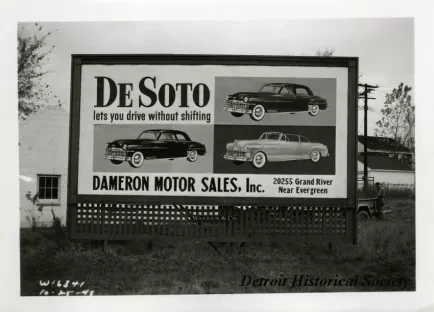 DE SOTO
lets you drive without shifting
DAMERON MOTOR SALES, Inc.
20255 Grand River
Near Evergreen
W16841
10-25-48
Detroit Historical Society